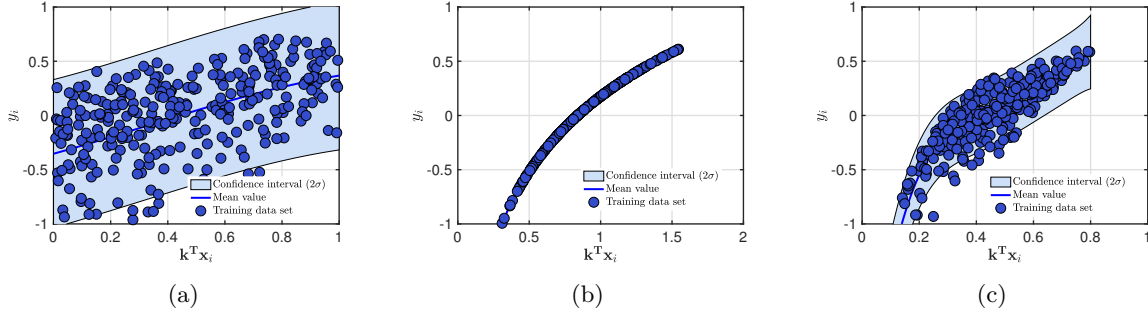 1
0.5
0
-0.5
-1
y_i
0 0.2 0.4 0.6 0.8 1
k^T x_i
Confidence interval (2σ)
Mean value
Training data set
(a)
1
0.5
0
-0.5
-1
y_i
0 0.5 1 1.5 2
k^T x_i
Confidence interval (2σ)
Mean value
Training data set
(b)
1
0.5
0
-0.5
-1
y_i
0 0.2 0.4 0.6 0.8 1
k^T x_i
Confidence interval (2σ)
Mean value
Training data set
(c)